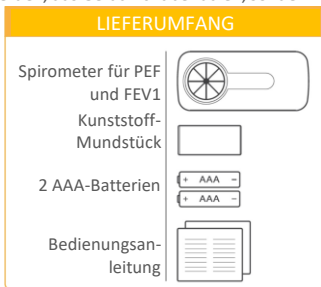 LIEFERUMFANG
Spirometer für PEF
und FEV1
Kunststoff-
Mundstück
2 AAA-Batterien
+ AAA −
+ AAA −
Bedienungsan-
leitung